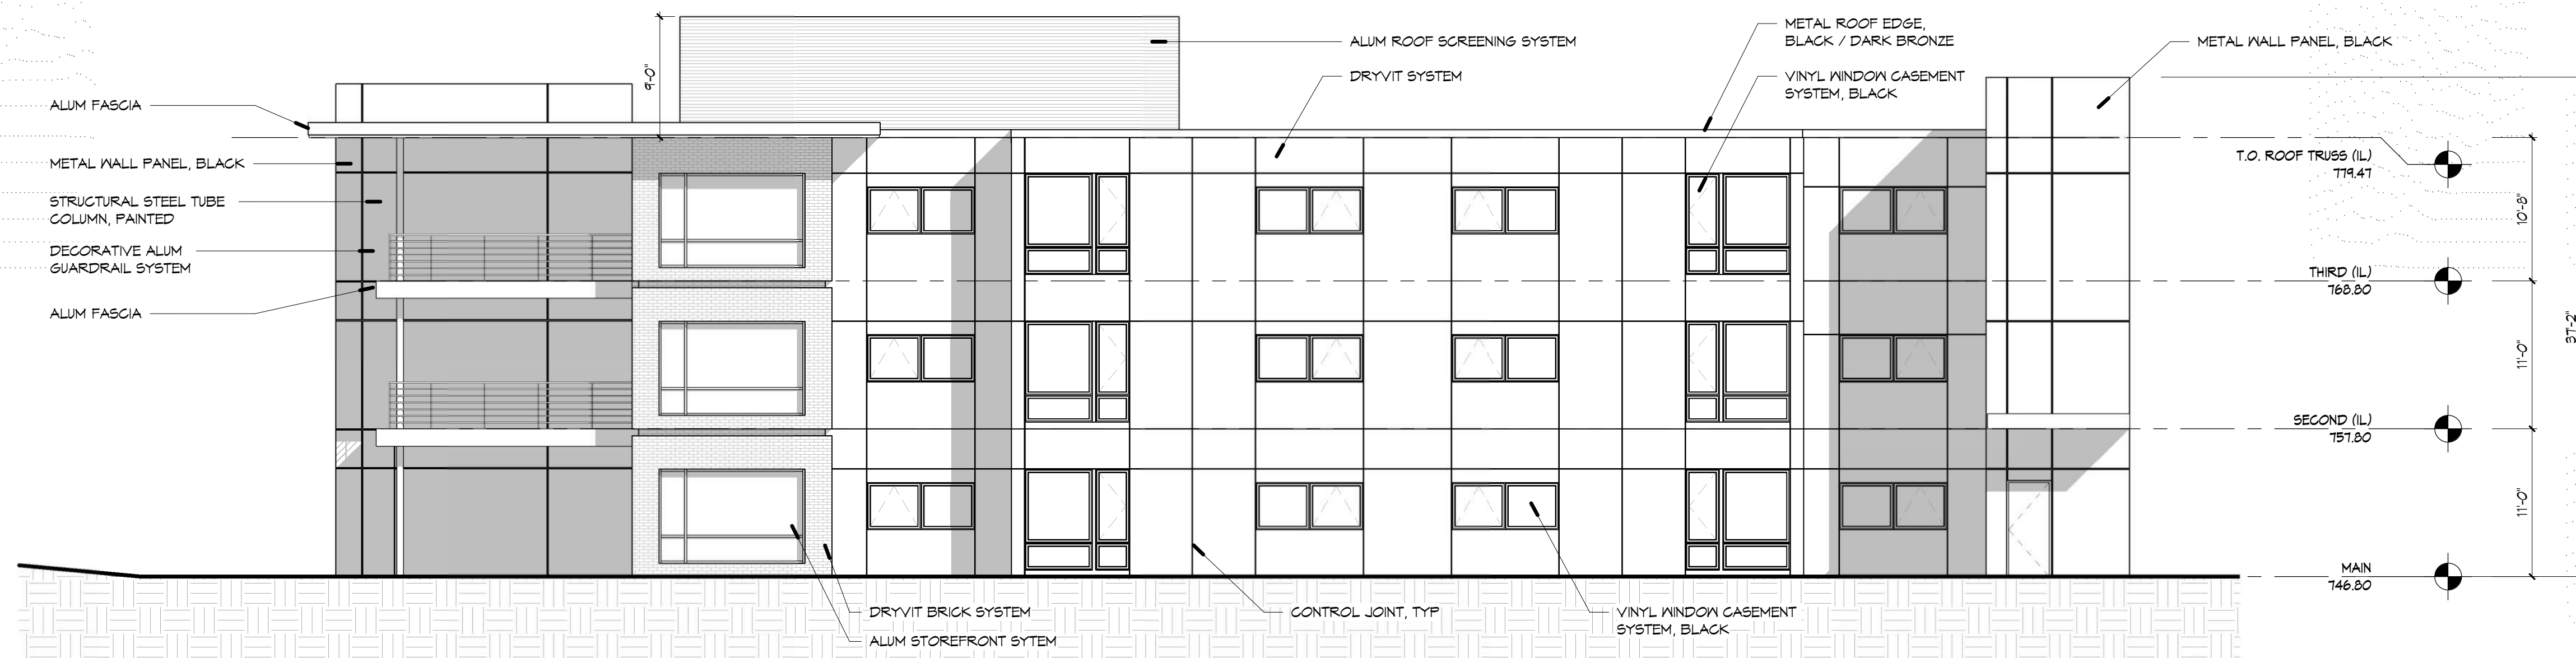 METAL ROOF EDGE,
BLACK / DARK BRONZE
ALUM ROOF SCREENING SYSTEM
METAL WALL PANEL, BLACK
9'-0"
DRYVIT SYSTEM
VINYL WINDOW CASEMENT
SYSTEM, BLACK
ALUM FASCIA
METAL WALL PANEL, BLACK
STRUCTURAL STEEL TUBE
COLUMN, PAINTED
DECORATIVE ALUM
GUARDRAIL SYSTEM
ALUM FASCIA
T.O. ROOF TRUSS (IL)
779.47
10'-8"
THIRD (IL)
768.80
37'-2"
11'-0"
SECOND (IL)
757.80
11'-0"
MAIN
746.80
DRYVIT BRICK SYSTEM
ALUM STOREFRONT SYTEM
CONTROL JOINT, TYP
VINYL WINDOW CASEMENT
SYSTEM, BLACK